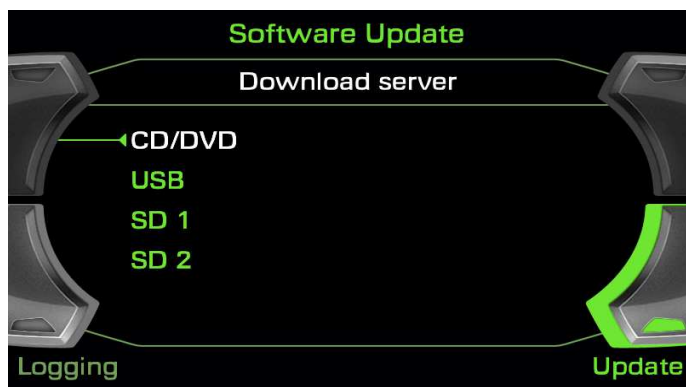 Software Update
Download server
CD/DVD
USB
SD 1
SD 2
Logging
Update